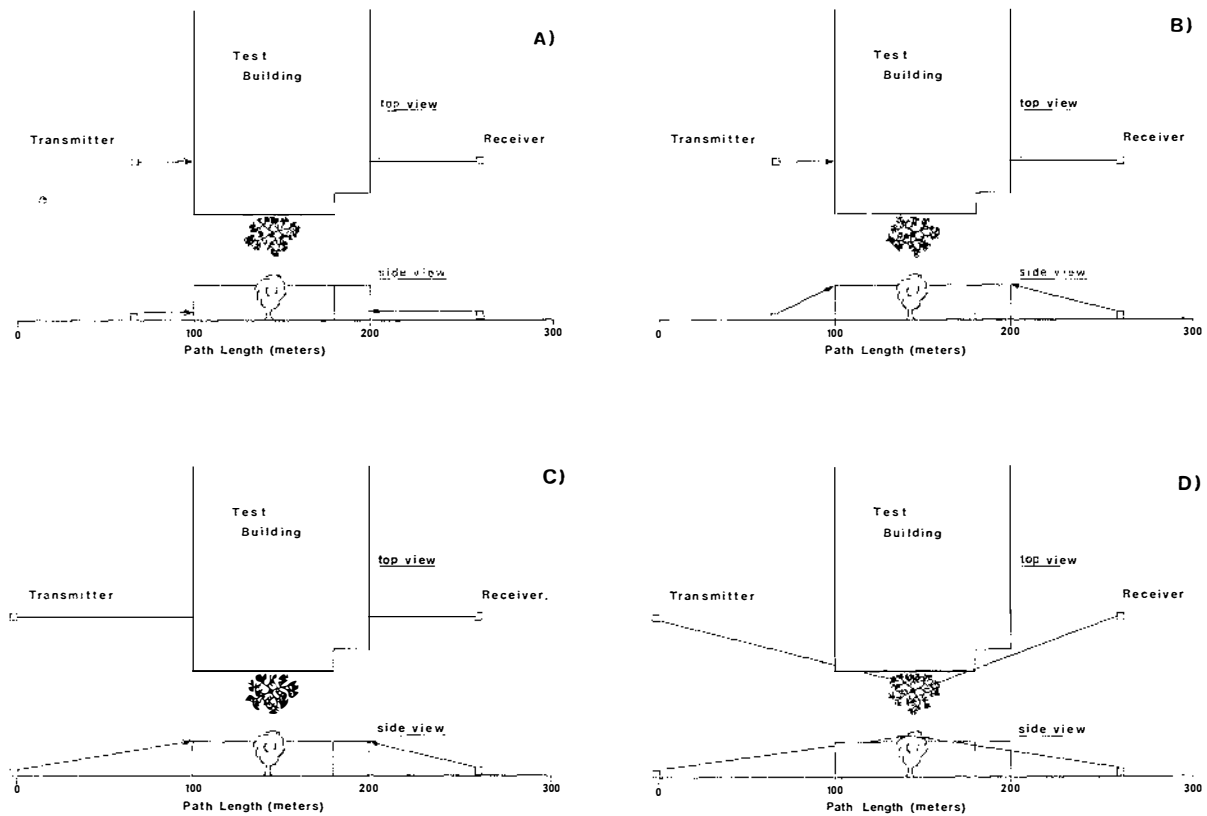 A)
Test
Building
top view
Transmitter
Receiver
side view
0 100 200 300
Path Length (meters)
B)
Test
Building
top view
Transmitter
Receiver
side view
0 100 200 300
Path Length (meters)
C)
Test
Building
top view
Transmitter
Receiver.
side view
0 100 200 300
Path Length (meters)
D)
Test
Building
top view
Transmitter
Receiver
side view
0 100 200 300
Path Length (meters)